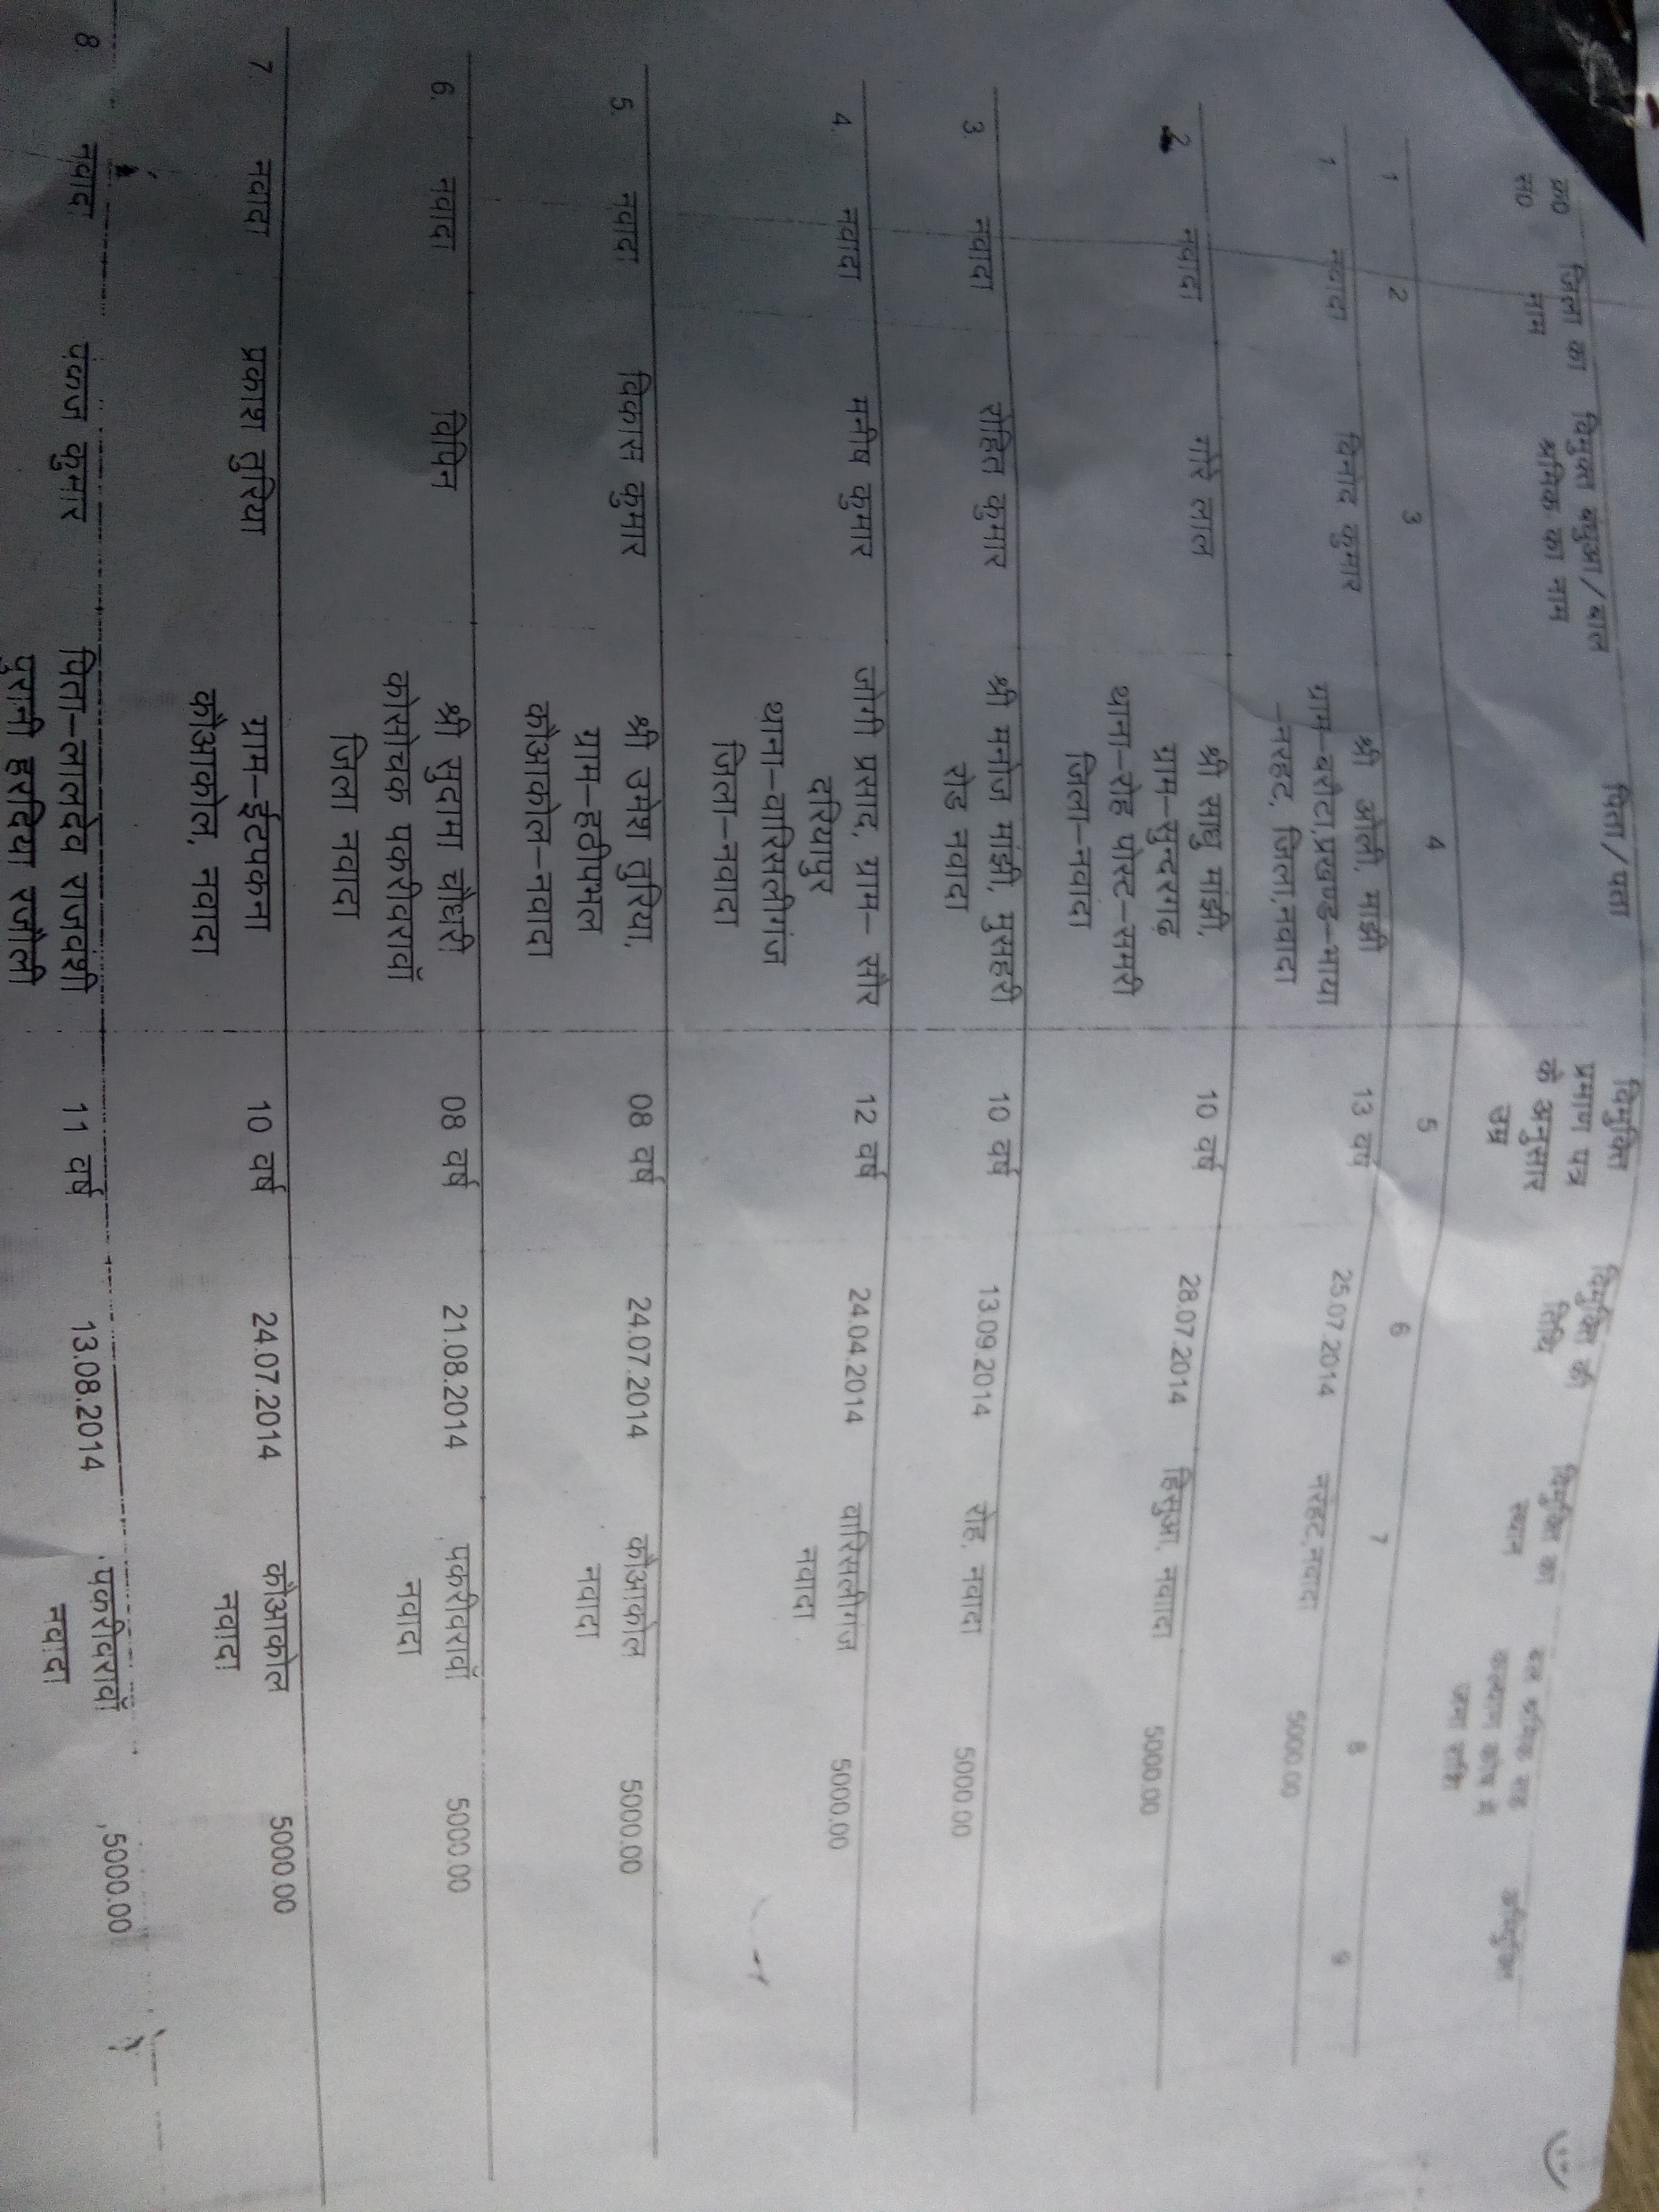 क्र0 सं0 जिला का नाम विमुक्त बंधुआ/बाल श्रमिक का नाम पिता/पता विमुक्ति प्रमाण पत्र के अनुसार उम्र विमुक्ति की तिथि विमुक्ति का स्थान बाल श्रमिक सह कल्याण कोष में जमा राशि अभियुक्ति
1 2 3 4 5 6 7 8 9
1. नवादा विनोद कुमार श्री ओली, माझी 13 वर्ष 25.07.2014 नरहट, नवादा 5000.00
ग्राम–बरोटा,प्रखण्ड–भाया
–नरहट, जिला,नवादा
2 नवादा गोरे लाल श्री साधु मांझी, 10 वर्ष 28.07.2014 हिसुआ, नवादा 5000.00
ग्राम–सुन्दरगढ़
थाना–रोह पोस्ट–समरी
जिला–नवादा
3. नवादा रोहित कुमार श्री मनोज मांझी, मुसहरी 10 वर्ष 13.09.2014 रोह, नवादा 5000.00
रोड नवादा
4. नवादा मनीष कुमार जोगी प्रसाद, ग्राम– सौर 12 वर्ष 24.04.2014 वारिसलीगंज 5000.00
दरियापुर नवादा
थाना–वारिसलीगंज
जिला–नवादा
5. नवादा विकास कुमार श्री उमेश तुरिया, 08 वर्ष 24.07.2014 कौआकोल 5000.00
ग्राम–हठीपमल नवादा
कौआकोल–नवादा
6. नवादा विपिन श्री सुदामा चौधरी 08 वर्ष 21.08.2014 पकरीवरावाँ 5000.00
कोसोचक पकरीवरावाँ नवादा
जिला नवादा
7. नवादा प्रकाश तुरिया ग्राम–ईटपकना 10 वर्ष 24.07.2014 कौआकोल 5000.00
कौआकोल, नवादा नवादा
8. नवादा पंकज कुमार पिता–लालदेव राजवंशी 11 वर्ष 13.08.2014 पकरीवरावाँ 5000.00
पुरानी हरदिया रजौली नवादा